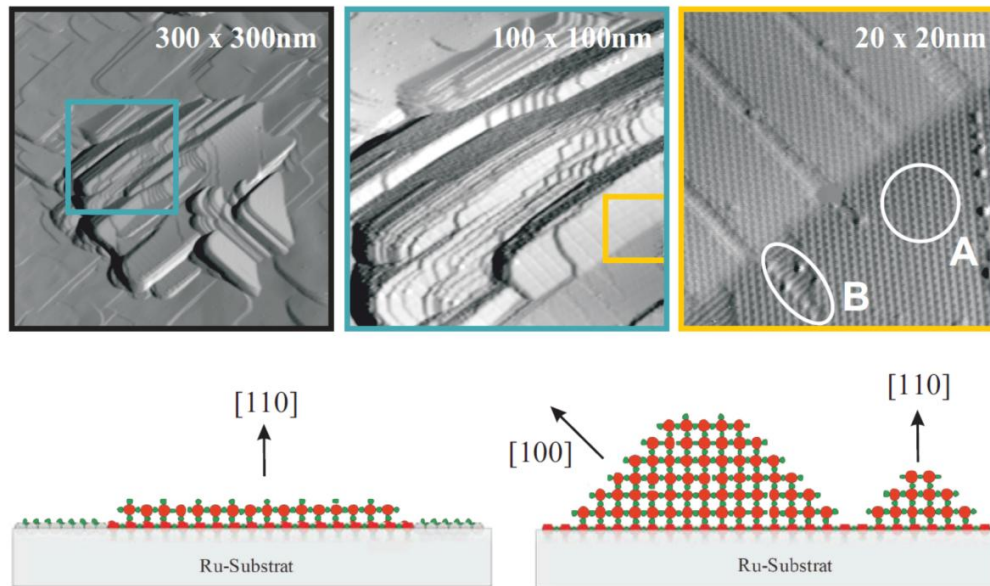 300 x 300nm
100 x 100nm
20 x 20nm
A
B
[110]
[100]
[110]
Ru-Substrat
Ru-Substrat